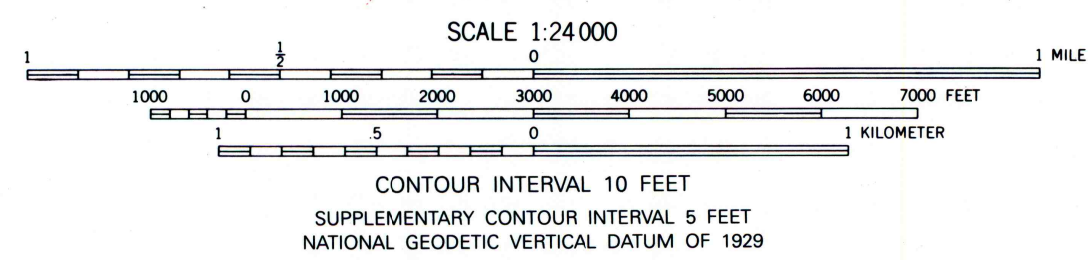 SCALE 1:24 000
1 ½ 0 1 MILE
1000 0 1000 2000 3000 4000 5000 6000 7000 FEET
1 .5 0 1 KILOMETER
CONTOUR INTERVAL 10 FEET
SUPPLEMENTARY CONTOUR INTERVAL 5 FEET
NATIONAL GEODETIC VERTICAL DATUM OF 1929